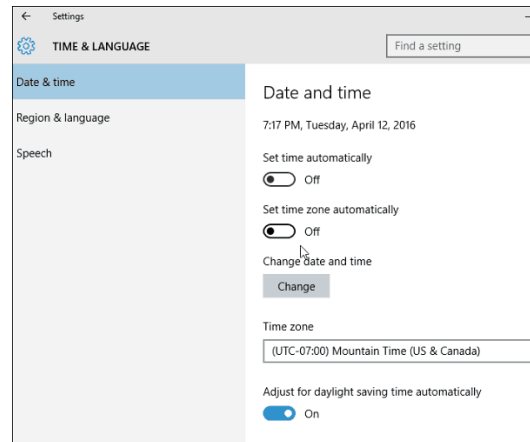 Settings
TIME & LANGUAGE
Find a setting
Date & time
Region & language
Speech
Date and time
7:17 PM, Tuesday, April 12, 2016
Set time automatically
Off
Set time zone automatically
Off
Change date and time
Change
Time zone
(UTC-07:00) Mountain Time (US & Canada)
Adjust for daylight saving time automatically
On